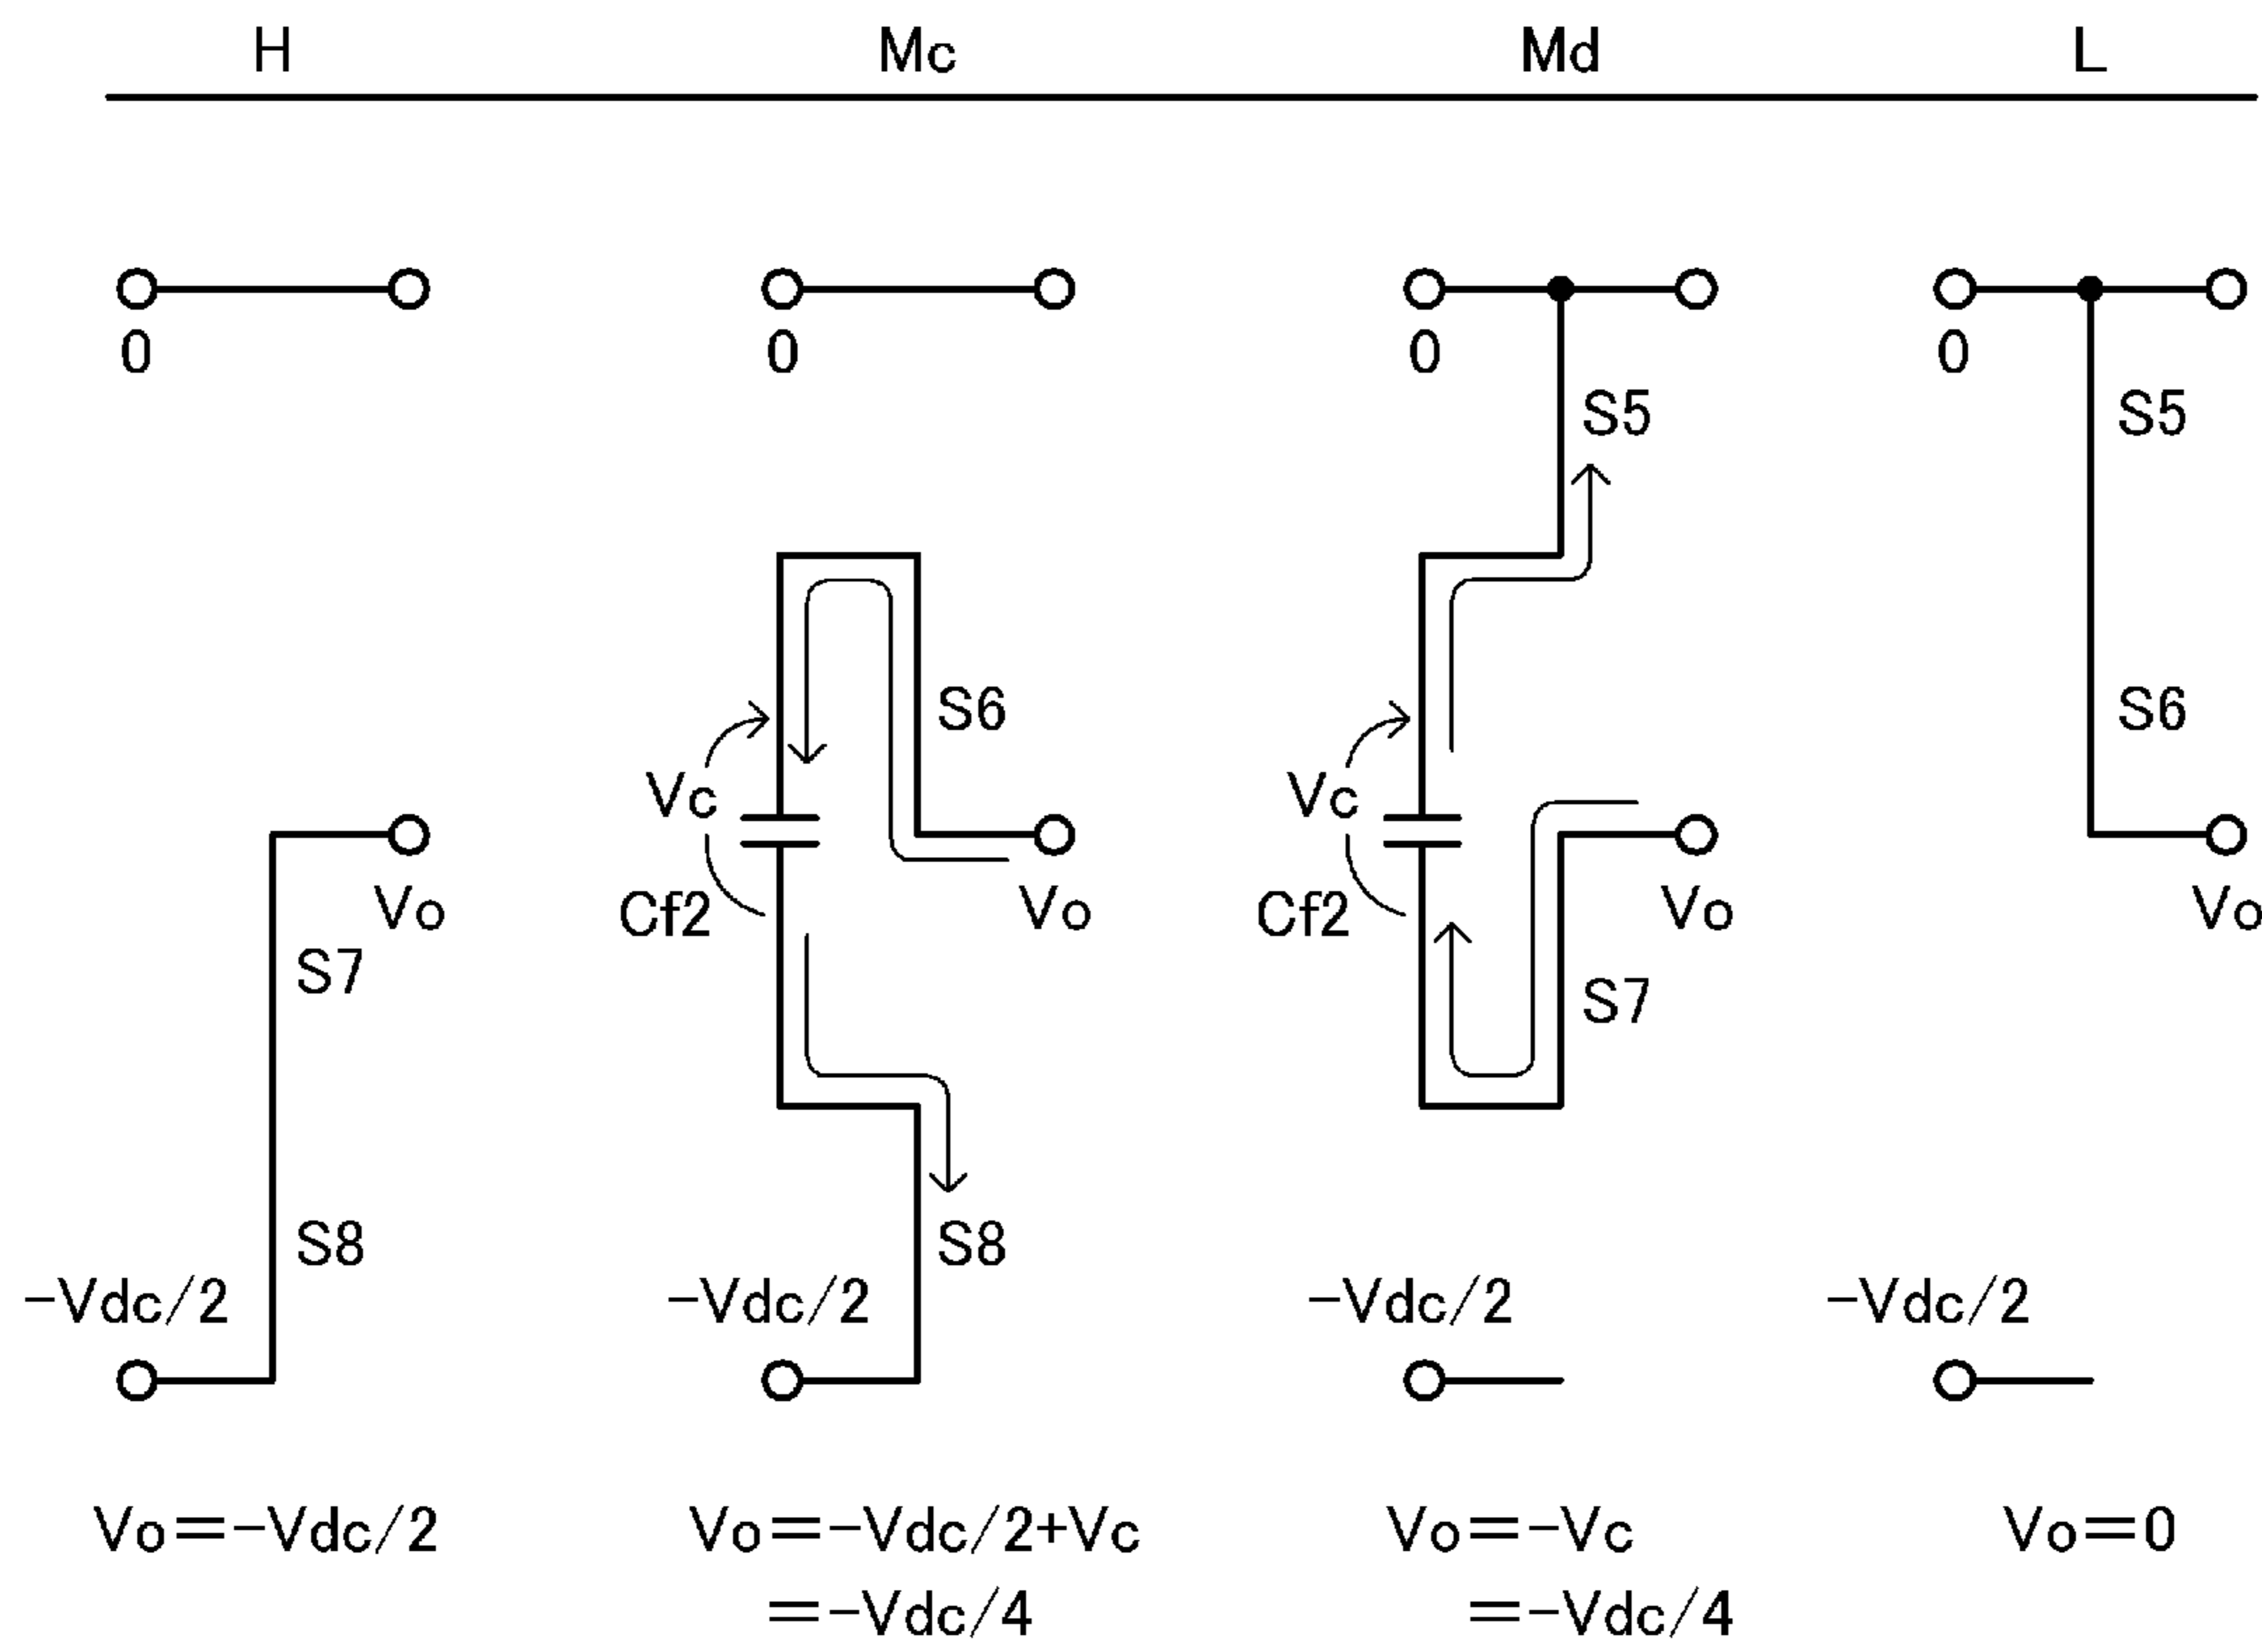 H Mc Md L
0 0 0 0
S5 S5
S6 S6
Vc Vc
Cf2 Cf2
Vo Vo Vo Vo
S7 S7
S8 S8
-Vdc/2 -Vdc/2 -Vdc/2 -Vdc/2
Vo=-Vdc/2 Vo=-Vdc/2+Vc Vo=-Vc Vo=0
=-Vdc/4 =-Vdc/4